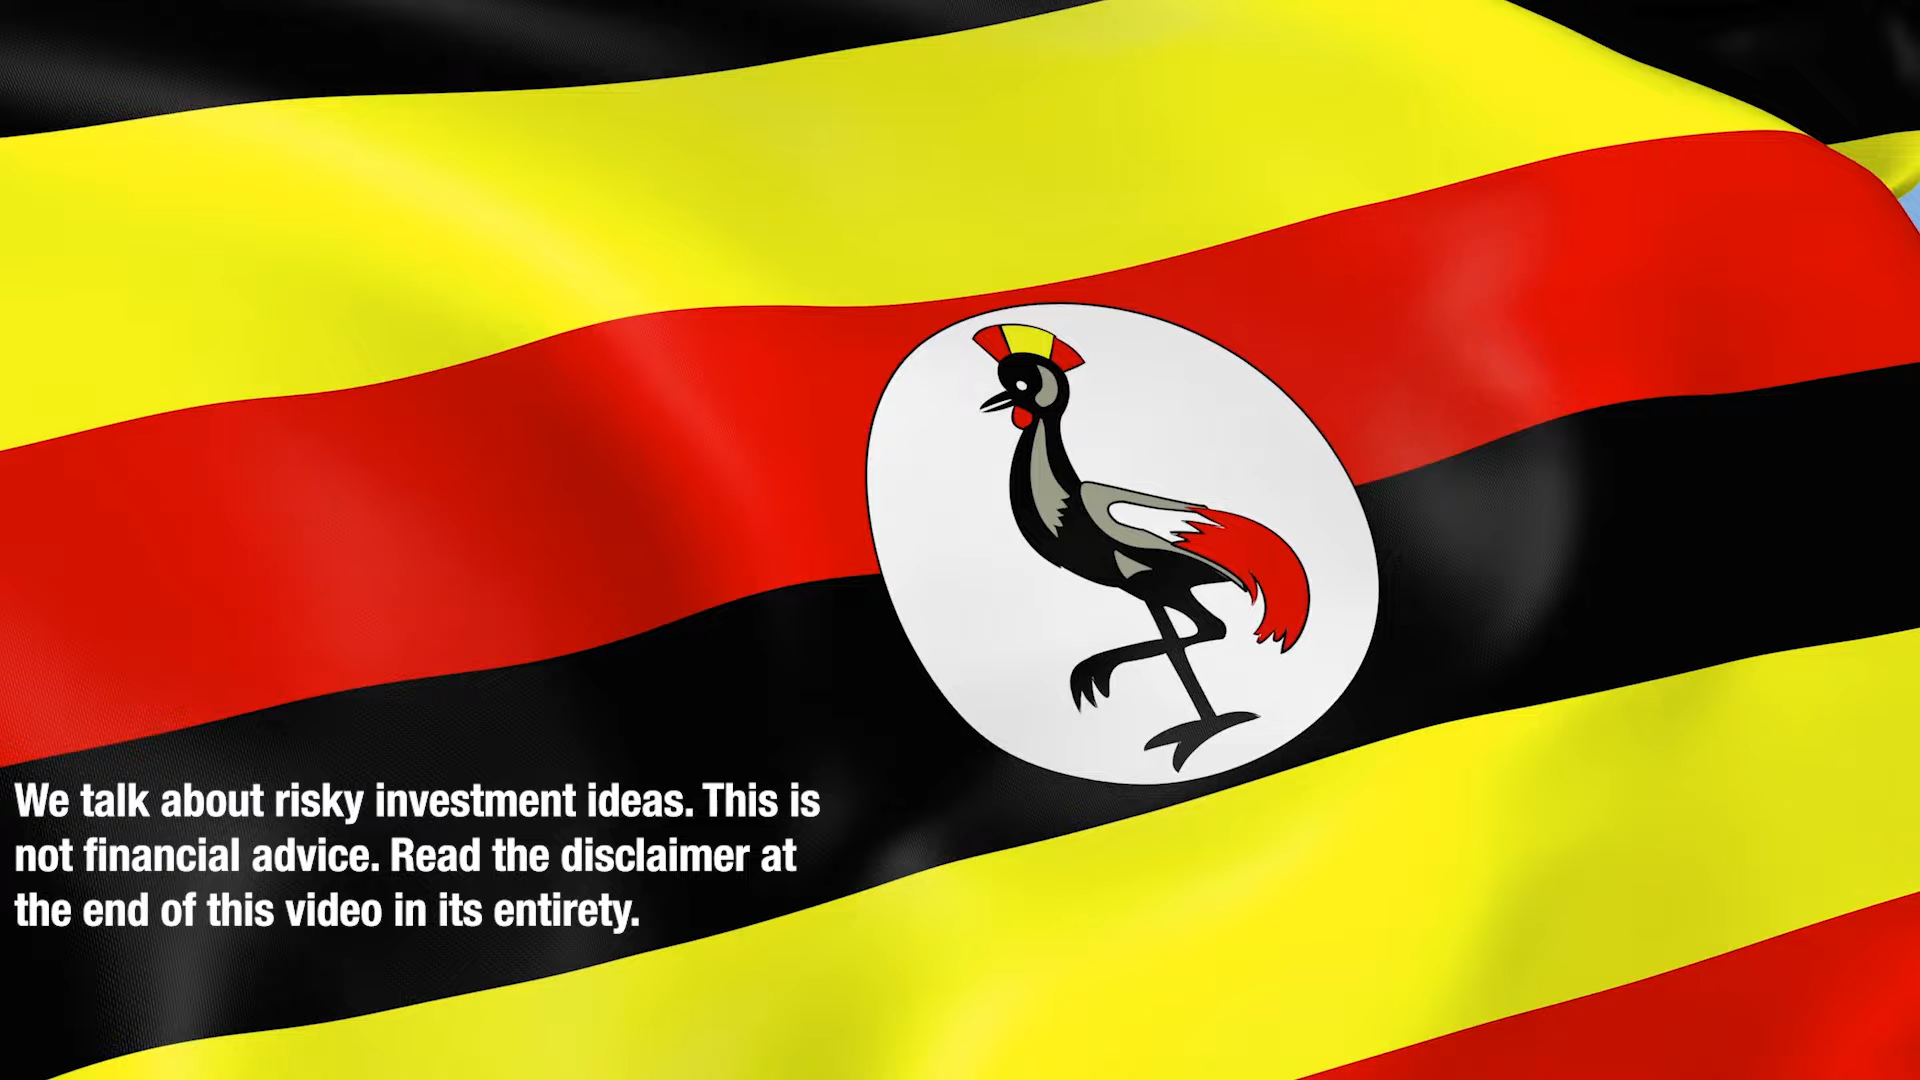 We talk about risky investment ideas. This is
not financial advice. Read the disclaimer at
the end of this video in its entirety.